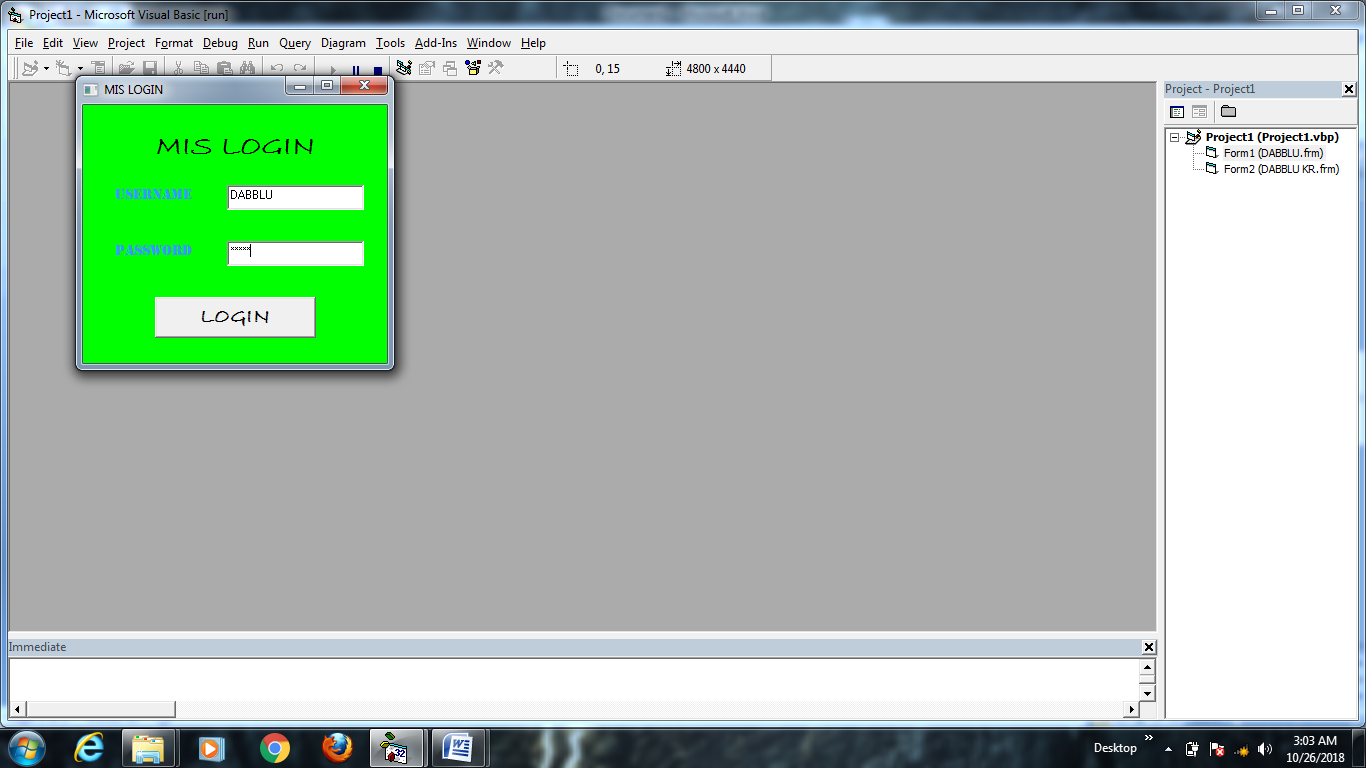 Project1 - Microsoft Visual Basic [run]
File Edit View Project Format Debug Run Query Diagram Tools Add-Ins Window Help
0, 15 4800 x 4440
MIS LOGIN
MIS LOGIN
USERNAME DABBLU
PASSWORD *****
LOGIN
Project - Project1
Project1 (Project1.vbp)
Form1 (DABBLU.frm)
Form2 (DABBLU KR.frm)
Immediate
32
Desktop »
3:03 AM
10/26/2018